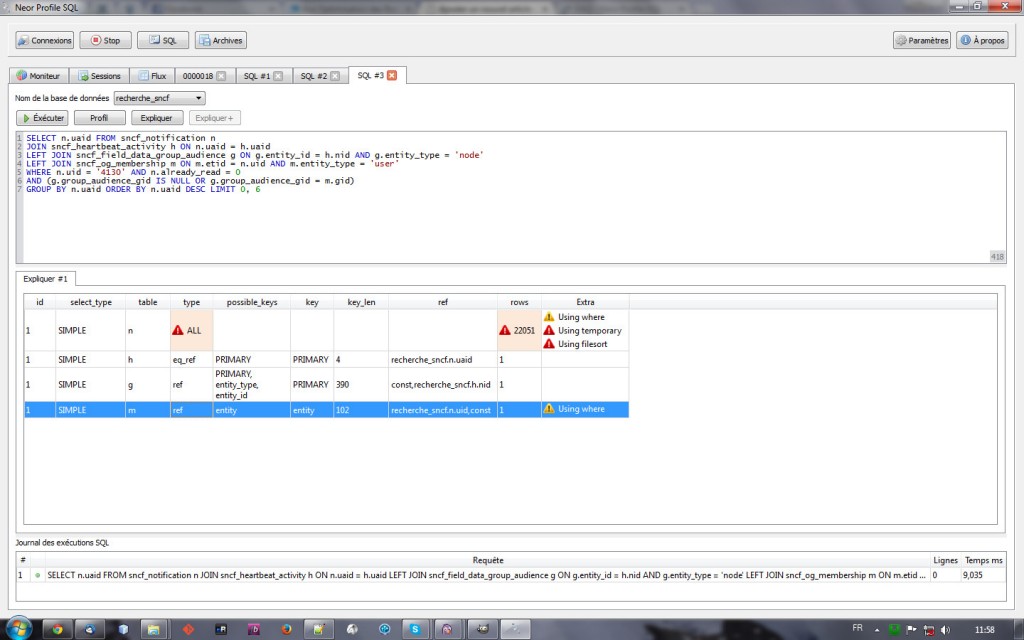 Neor Profile SQL
Connexions Stop SQL Archives Paramètres À propos
Moniteur Sessions Flux 0000018 SQL #1 SQL #2 SQL #3
Nom de la base de données recherche_sncf
Éxécuter Profil Expliquer Expliquer+
1 SELECT n.uaid FROM sncf_notification n
2 JOIN sncf_heartbeat_activity h ON n.uaid = h.uaid
3 LEFT JOIN sncf_field_data_group_audience g ON g.entity_id = h.nid AND g.entity_type = 'node'
4 LEFT JOIN sncf_og_membership m ON m.etid = n.uid AND m.entity_type = 'user'
5 WHERE n.uid = '4130' AND n.already_read = 0
6 AND (g.group_audience_gid IS NULL OR g.group_audience_gid = m.gid)
7 GROUP BY n.uaid ORDER BY n.uaid DESC LIMIT 0, 6
418
Expliquer #1
id select_type table type possible_keys key key_len ref rows Extra
1 SIMPLE n ALL 22051 Using where
Using temporary
Using filesort
1 SIMPLE h eq_ref PRIMARY PRIMARY 4 recherche_sncf.n.uaid 1
1 SIMPLE g ref PRIMARY, entity_type, entity_id PRIMARY 390 const,recherche_sncf.h.nid 1
1 SIMPLE m ref entity entity 102 recherche_sncf.n.uid,const 1 Using where
Journal des exécutions SQL
# Requête Lignes Temps ms
1 SELECT n.uaid FROM sncf_notification n JOIN sncf_heartbeat_activity h ON n.uaid = h.uaid LEFT JOIN sncf_field_data_group_audience g ON g.entity_id = h.nid AND g.entity_type = 'node' LEFT JOIN sncf_og_membership m ON m.etid ... 0 9,035
FR 11:58